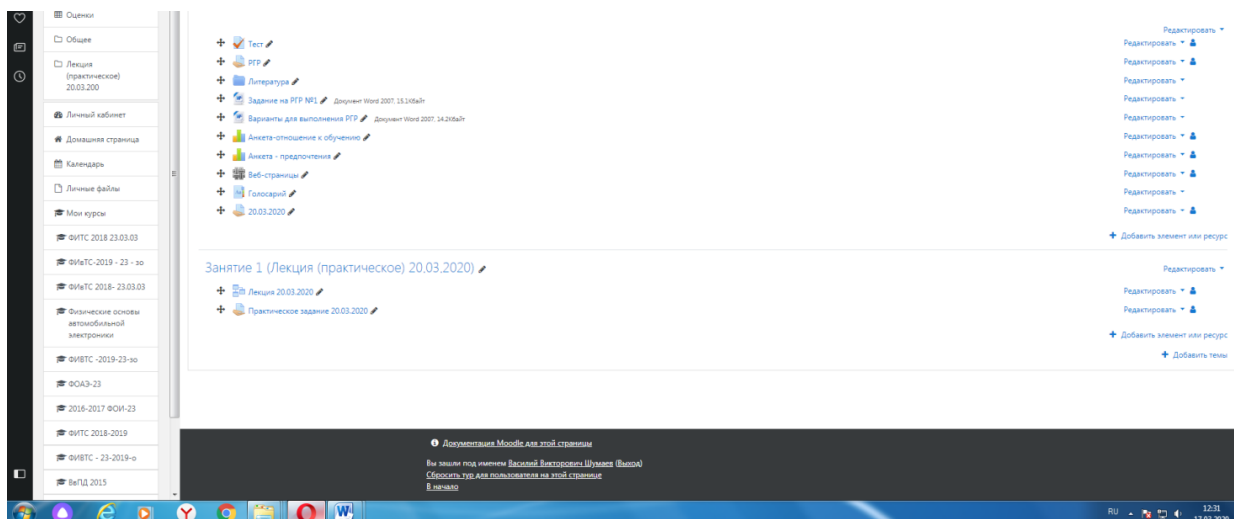 Оценки
Общее
Лекция
(практическое)
20.03.200
Личный кабинет
Домашняя страница
Календарь
Личные файлы
Мои курсы
ФИТС 2018 23.03.03
ФИвТС-2019 - 23 - зо
ФИвТС 2018- 23.03.03
Физические основы
автомобильной
электроники
ФИВТС -2019-23-зо
ФОАЭ-23
2016-2017 ФОИ-23
ФИТС 2018-2019
ФИВТС - 23-2019-о
ВвПД 2015
Редактировать
Тест Редактировать
РГР Редактировать
Литература Редактировать
Задание на РГР №1 Документ Word 2007, 15.1Кбайт Редактировать
Варианты для выполнения РГР Документ Word 2007, 14.2Кбайт Редактировать
Анкета-отношение к обучению Редактировать
Анкета - предпочтения Редактировать
Веб-страницы Редактировать
Голосарий Редактировать
20.03.2020 Редактировать
Добавить элемент или ресурс
Занятие 1 (Лекция (практическое) 20.03.2020) Редактировать
Лекция 20.03.2020 Редактировать
Практическое задание 20.03.2020 Редактировать
Добавить элемент или ресурс
Добавить темы
Документация Moodle для этой страницы
Вы зашли под именем Василий Викторович Шумаев (Выход)
Сбросить тур для пользователя на этой странице
В начало
RU 12:31
17.03.2020